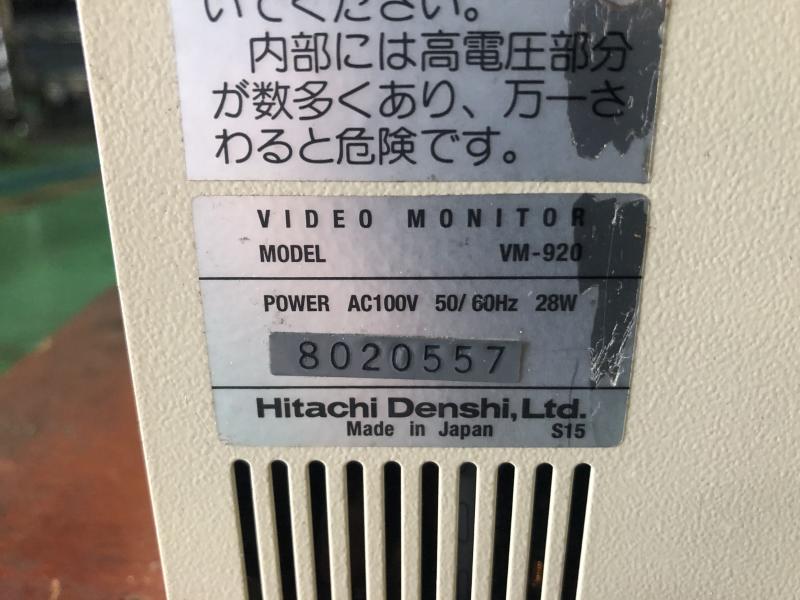 いてください。
内部には高電圧部分
が数多くあり、万一さ
わると危険です。
VIDEO MONITOR
MODEL VM-920
POWER AC100V 50/60Hz 28W
8020557
Hitachi Denshi, Ltd.
Made in Japan S15